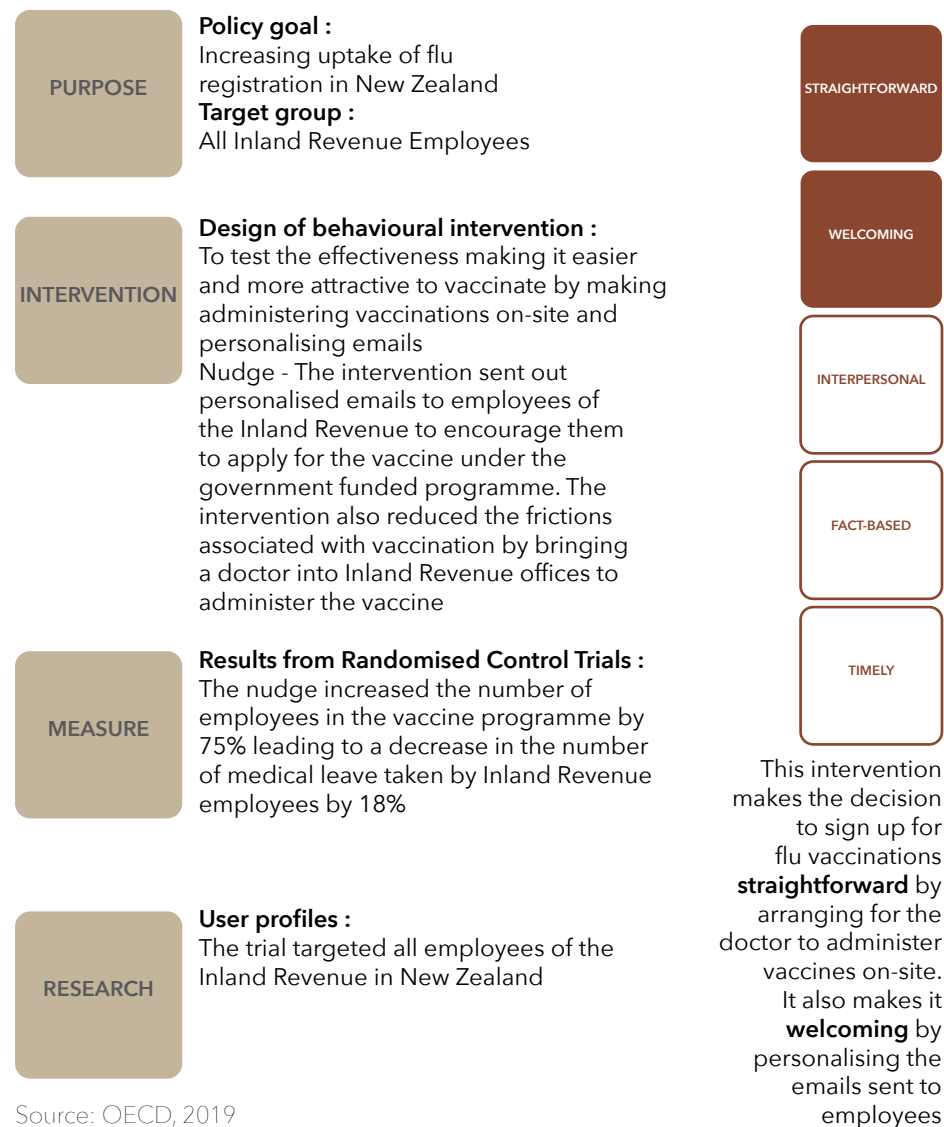 PURPOSE
Policy goal :
Increasing uptake of flu
registration in New Zealand
Target group :
All Inland Revenue Employees
INTERVENTION
Design of behavioural intervention :
To test the effectiveness making it easier
and more attractive to vaccinate by making
administering vaccinations on-site and
personalising emails
Nudge - The intervention sent out
personalised emails to employees of
the Inland Revenue to encourage them
to apply for the vaccine under the
government funded programme. The
intervention also reduced the frictions
associated with vaccination by bringing
a doctor into Inland Revenue offices to
administer the vaccine
MEASURE
Results from Randomised Control Trials :
The nudge increased the number of
employees in the vaccine programme by
75% leading to a decrease in the number
of medical leave taken by Inland Revenue
employees by 18%
RESEARCH
User profiles :
The trial targeted all employees of the
Inland Revenue in New Zealand
Source: OECD, 2019
STRAIGHTFORWARD
WELCOMING
INTERPERSONAL
FACT-BASED
TIMELY
This intervention
makes the decision
to sign up for
flu vaccinations
straightforward by
arranging for the
doctor to administer
vaccines on-site.
It also makes it
welcoming by
personalising the
emails sent to
employees